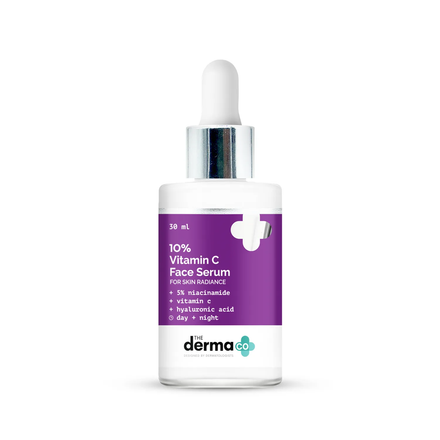 30 ml
10%
Vitamin C
Face Serum
FOR SKIN RADIANCE
+ 5% niacinamide
+ vitamin c
+ hyaluronic acid
day + night
THE
derma co